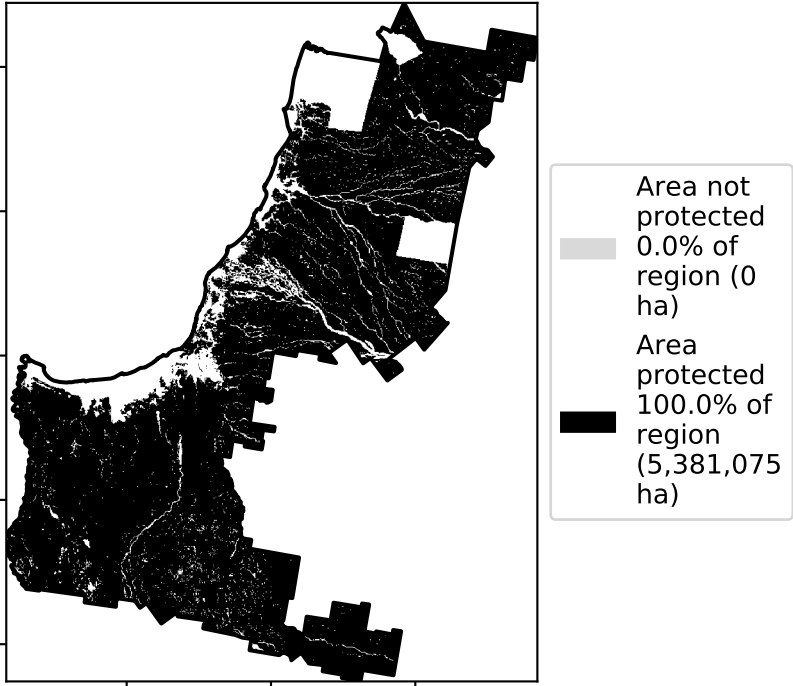 Area not
protected
0.0% of
region (0
ha)
Area
protected
100.0% of
region
(5,381,075
ha)